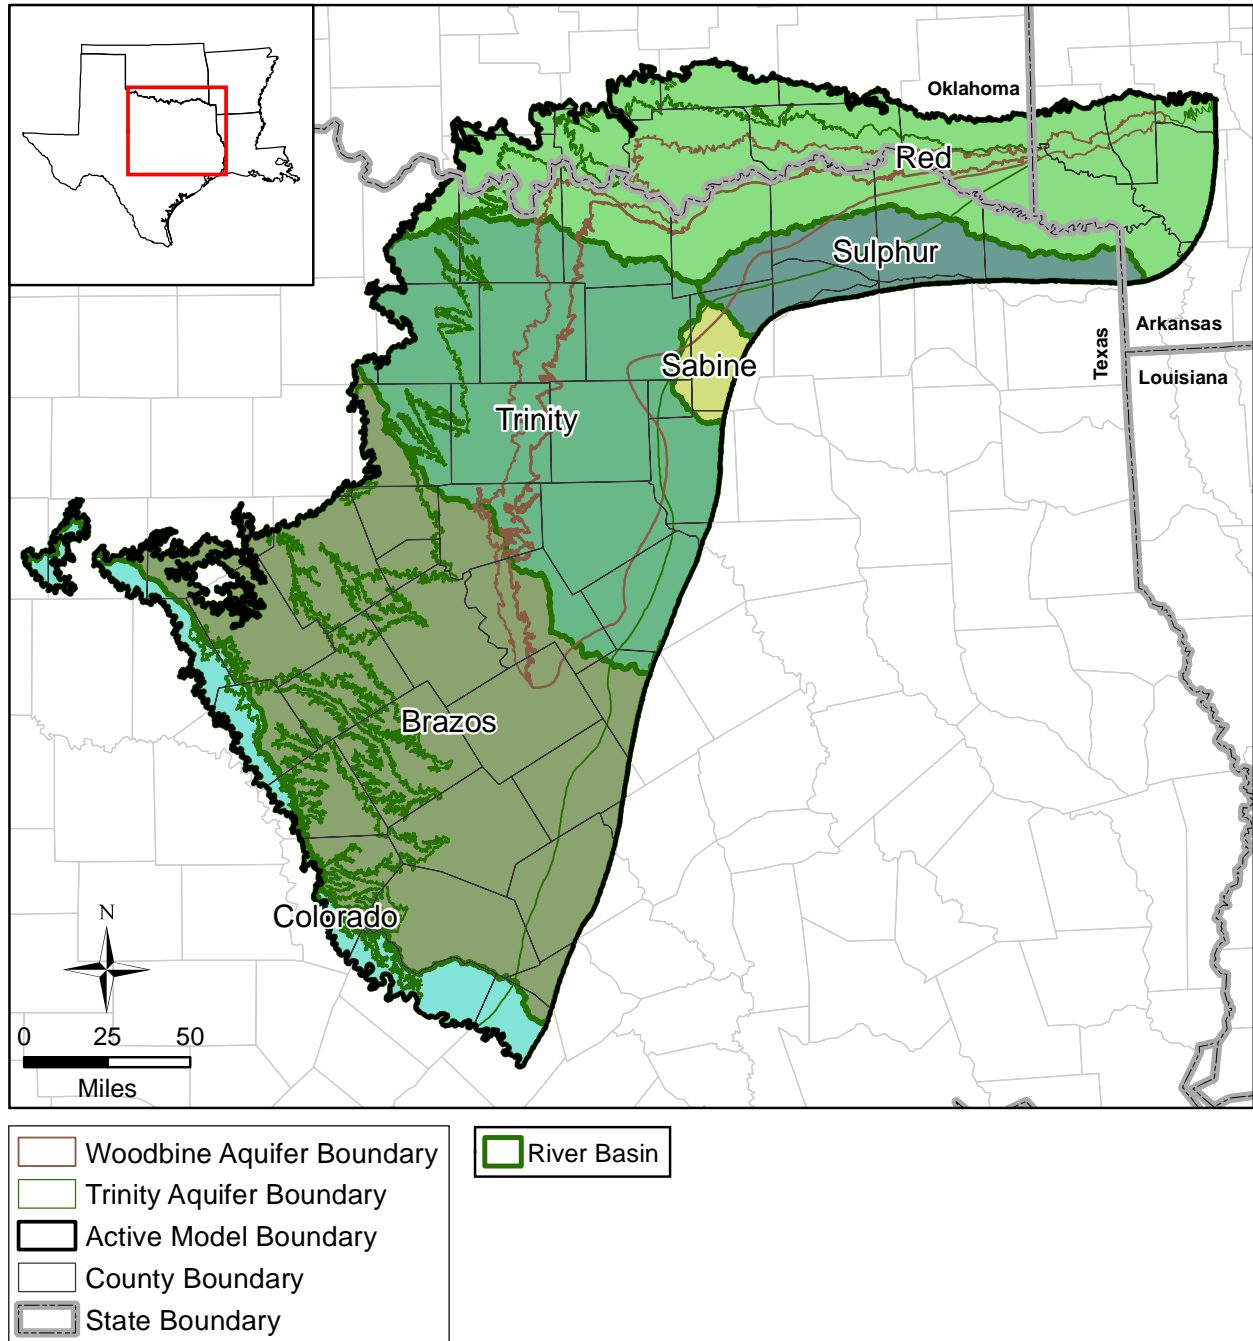 Oklahoma
Red
Sulphur
Arkansas
Texas
Louisiana
Sabine
Trinity
Brazos
Colorado
N
0 25 50
Miles
Woodbine Aquifer Boundary
Trinity Aquifer Boundary
Active Model Boundary
County Boundary
State Boundary
River Basin